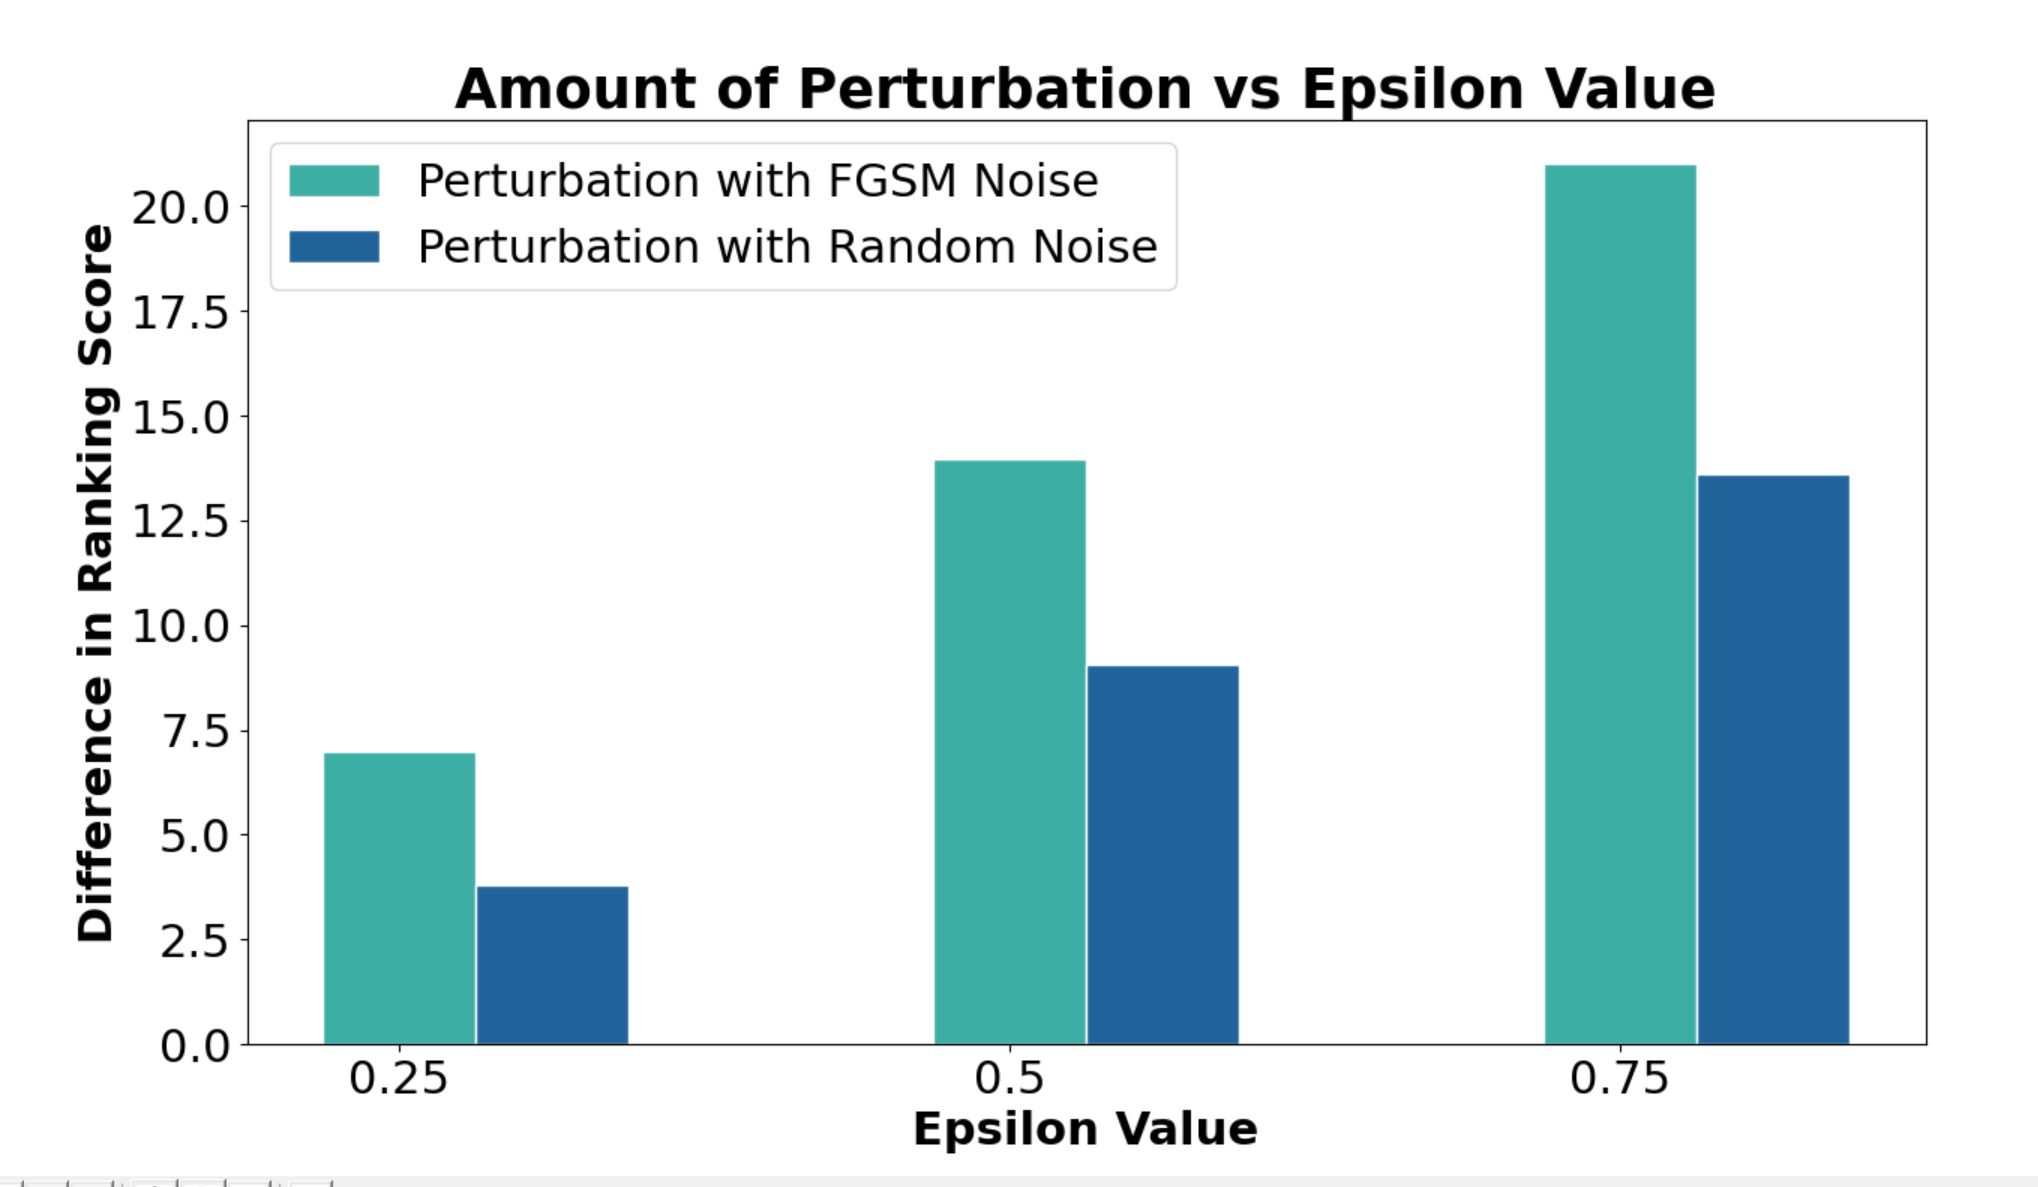 Amount of Perturbation vs Epsilon Value
Perturbation with FGSM Noise
Perturbation with Random Noise
Difference in Ranking Score
20.0
17.5
15.0
12.5
10.0
7.5
5.0
2.5
0.0
0.25 0.5 0.75
Epsilon Value